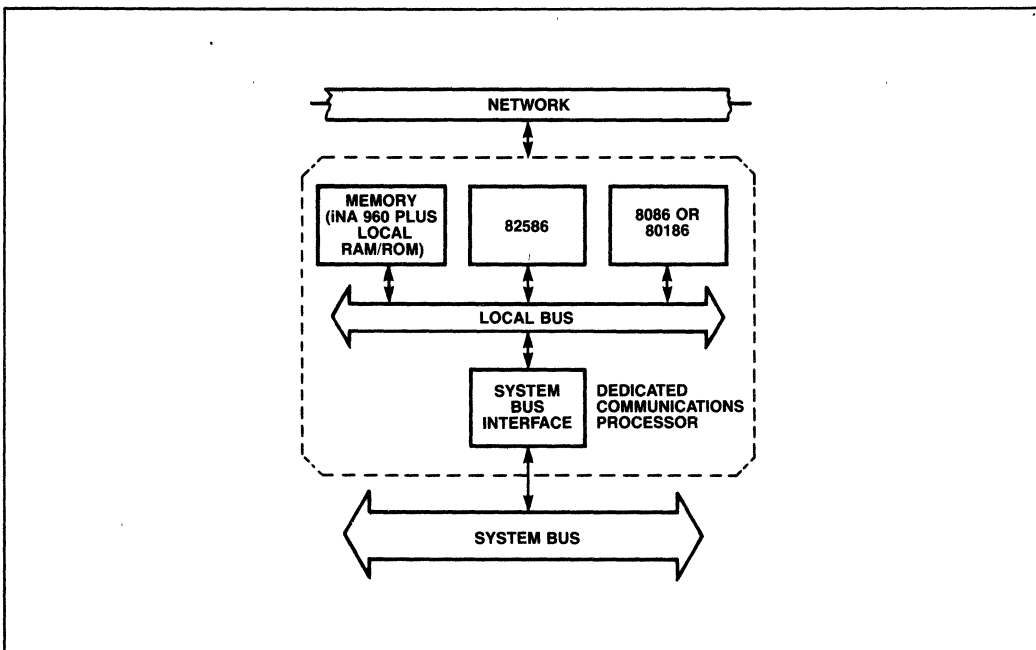 NETWORK
MEMORY
(iNA 960 PLUS
LOCAL
RAM/ROM)
82586
8086 OR
80186
LOCAL BUS
SYSTEM
BUS
INTERFACE
DEDICATED
COMMUNICATIONS
PROCESSOR
SYSTEM BUS